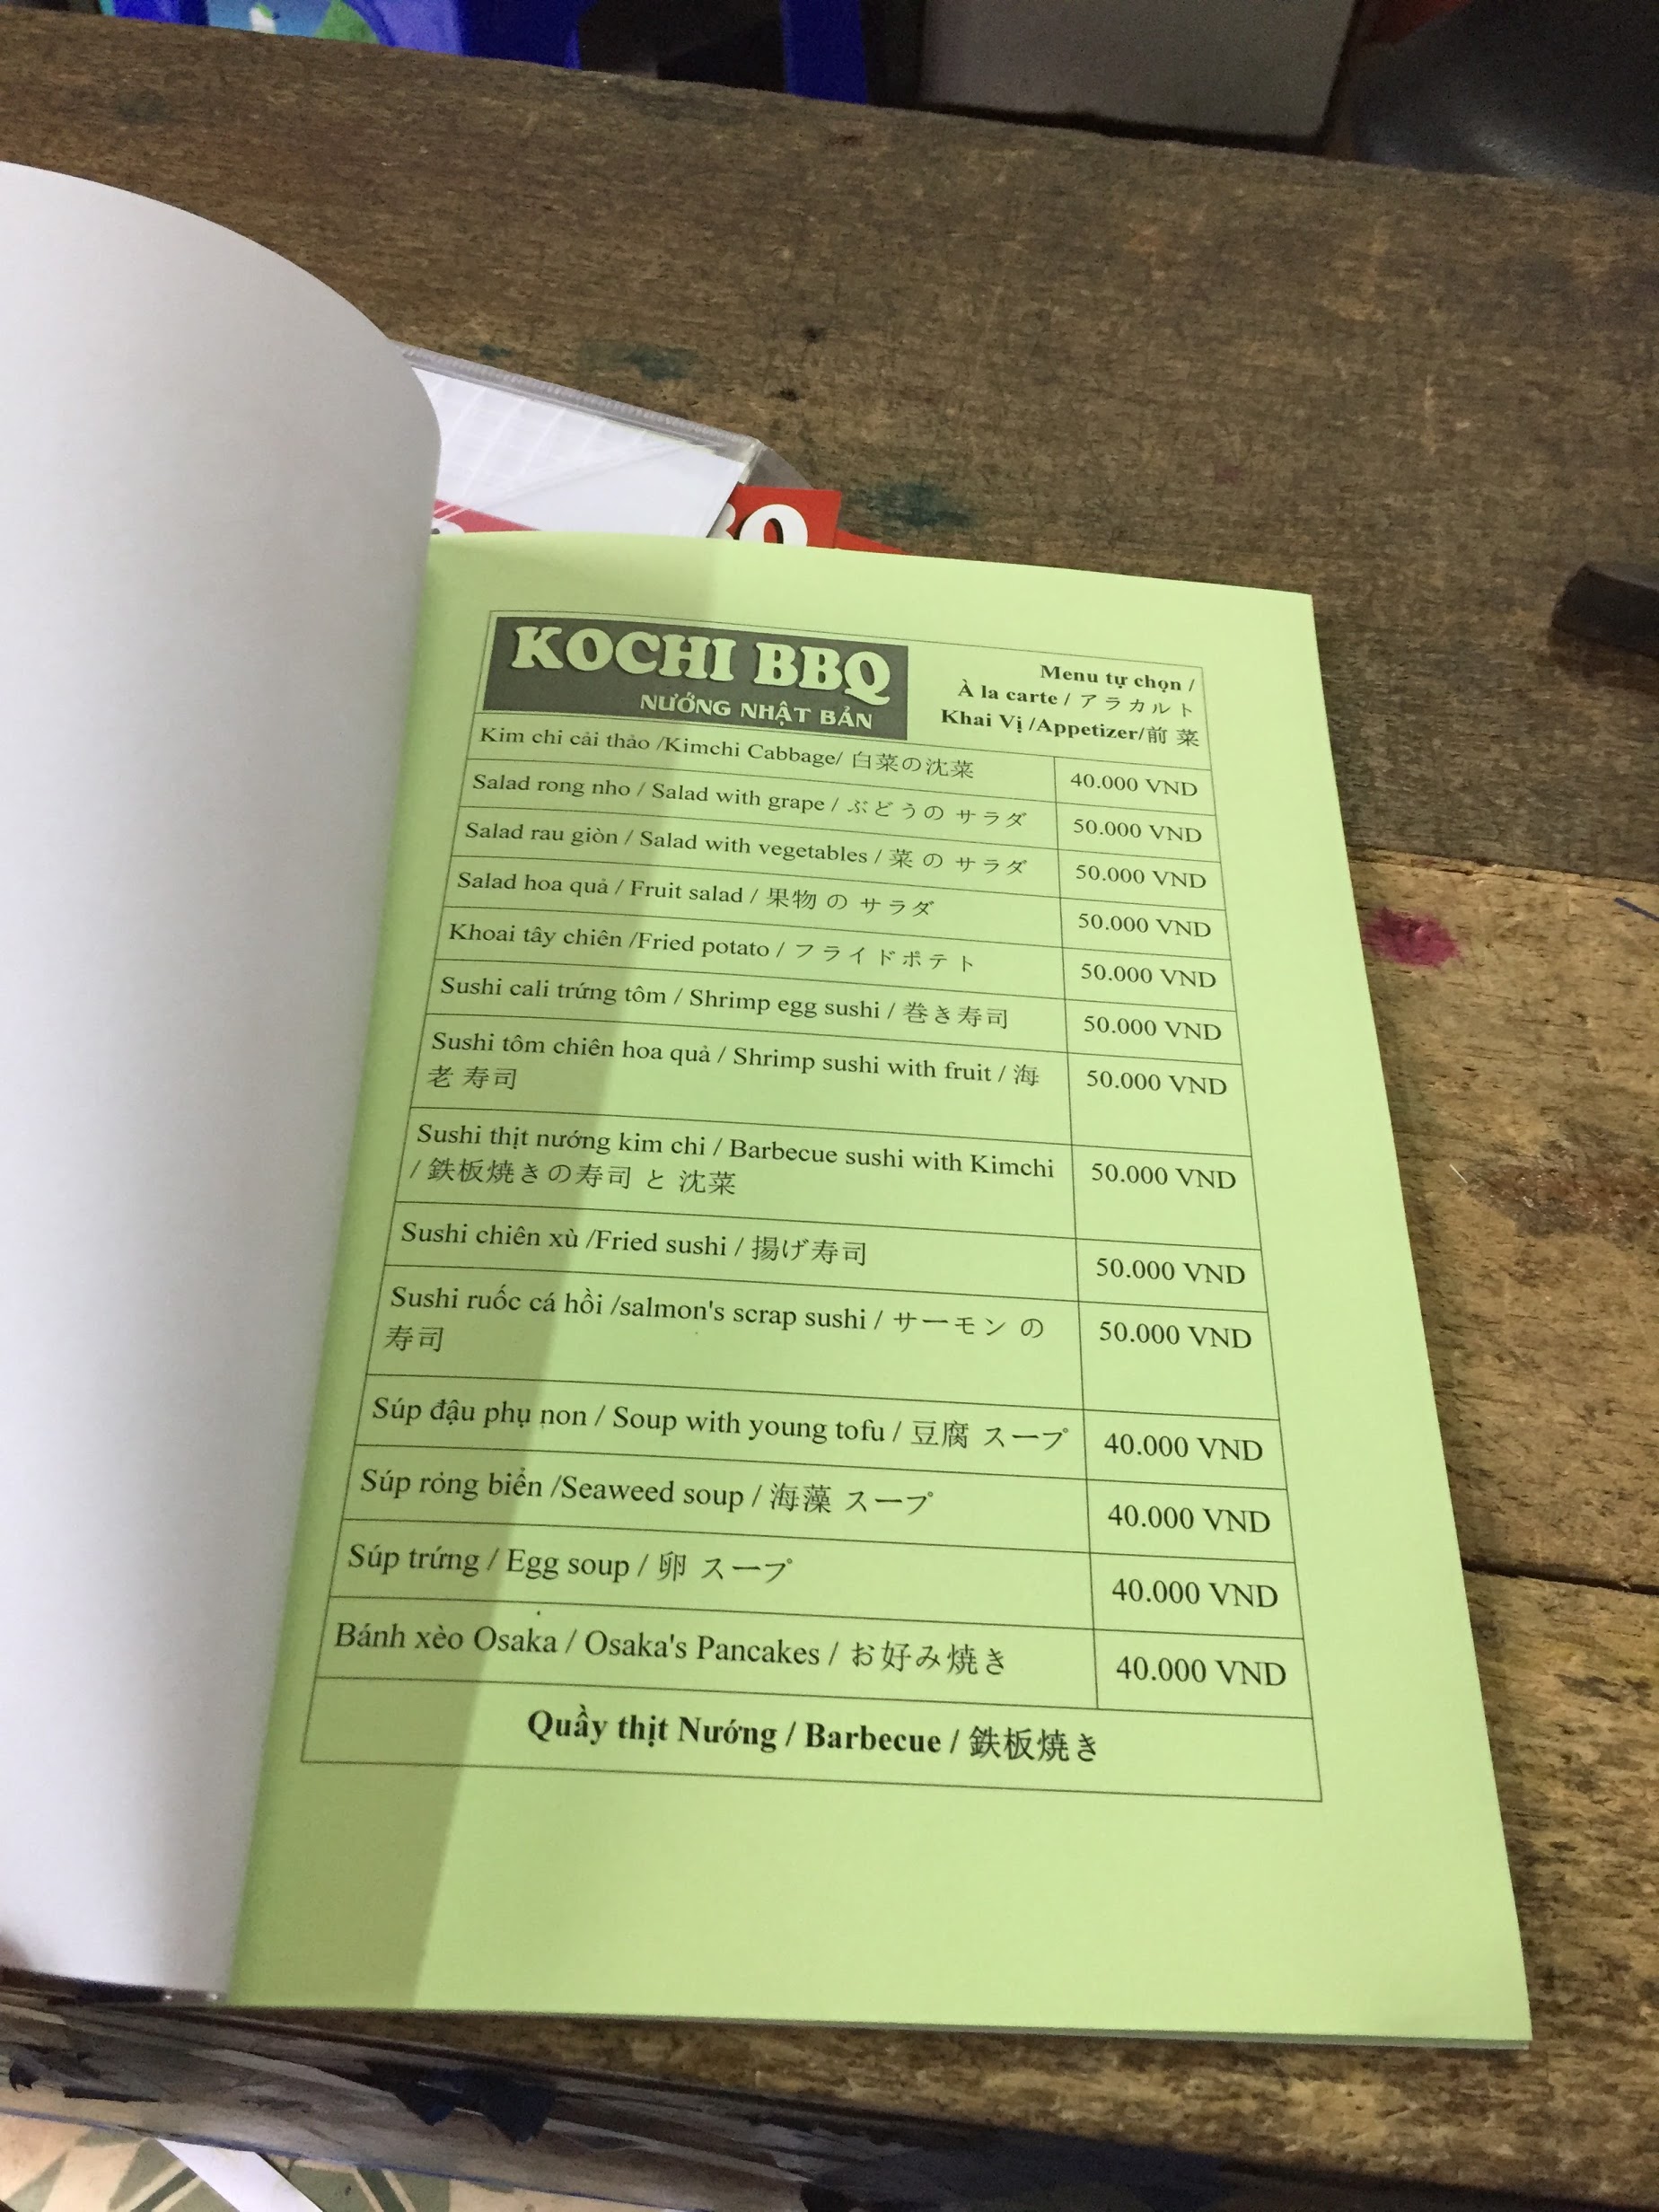 BQ
KOCHI BBQ
NƯỚNG NHẬT BẢN
Menu tự chọn /
À la carte / アラカルト
Khai Vị /Appetizer/前 菜
Kim chi cải thảo /Kimchi Cabbage/ 白菜の沈菜
40.000 VND
Salad rong nho / Salad with grape / ぶどうの サラダ
50.000 VND
Salad rau giòn / Salad with vegetables / 菜 の サラダ
50.000 VND
Salad hoa quả / Fruit salad / 果物 の サラダ
50.000 VND
Khoai tây chiên /Fried potato / フライドポテト
50.000 VND
Sushi cali trứng tôm / Shrimp egg sushi / 巻き寿司
50.000 VND
Sushi tôm chiên hoa quả / Shrimp sushi with fruit / 海
老 寿司
50.000 VND
Sushi thịt nướng kim chi / Barbecue sushi with Kimchi
/ 鉄板焼きの寿司 と 沈菜
50.000 VND
Sushi chiên xù /Fried sushi / 揚げ寿司
50.000 VND
Sushi ruốc cá hồi /salmon's scrap sushi / サーモン の
寿司
50.000 VND
Súp đậu phụ non / Soup with young tofu / 豆腐 スープ
40.000 VND
Súp rỏng biển /Seaweed soup / 海藻 スープ
40.000 VND
Súp trứng / Egg soup / 卵 スープ
40.000 VND
Bánh xèo Osaka / Osaka's Pancakes / お好み焼き
40.000 VND
Quầy thịt Nướng / Barbecue / 鉄板焼き